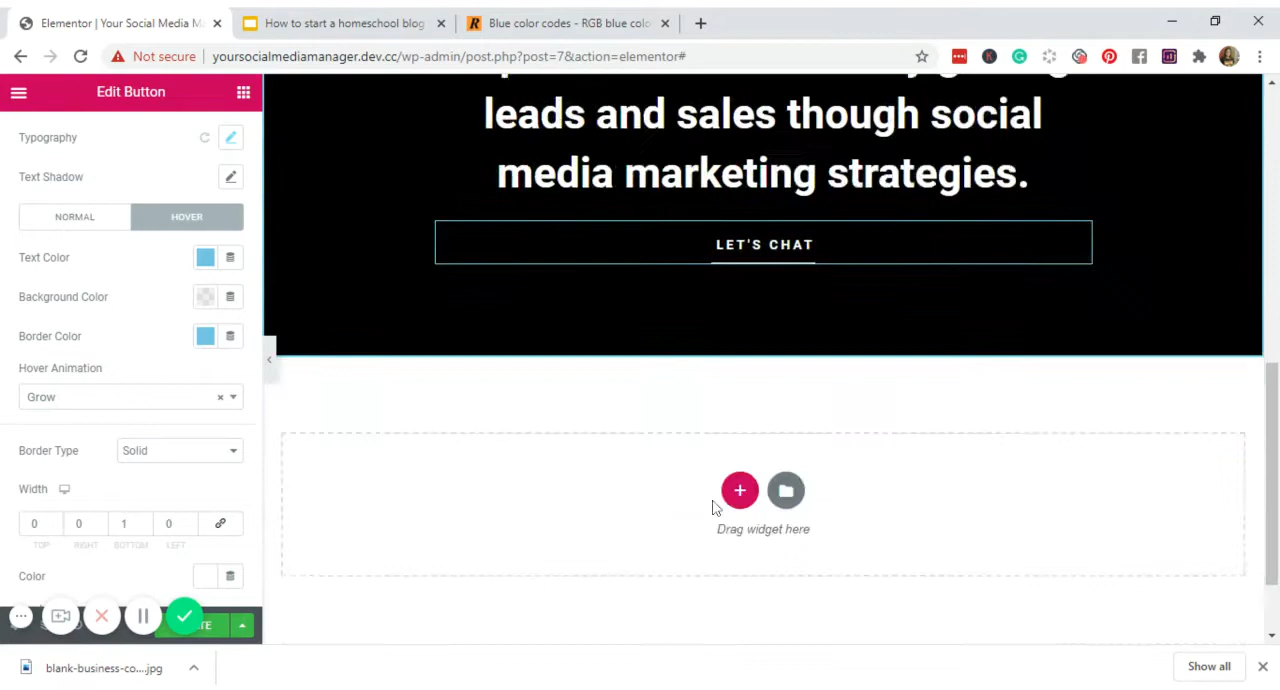 Elementor | Your Social Media M
How to start a homeschool blog
Blue color codes - RGB blue colo
Not secure
yoursocialmediamanager.dev.cc/wp-admin/post.php?post=7&action=elementor#
Edit Button
Typography
Text Shadow
NORMAL
HOVER
Text Color
Background Color
Border Color
Hover Animation
Grow
Border Type
Solid
Width
0 0 1 0
TOP RIGHT BOTTOM LEFT
Color
leads and sales though social
media marketing strategies.
LET'S CHAT
Drag widget here
blank-business-co....jpg
Show all